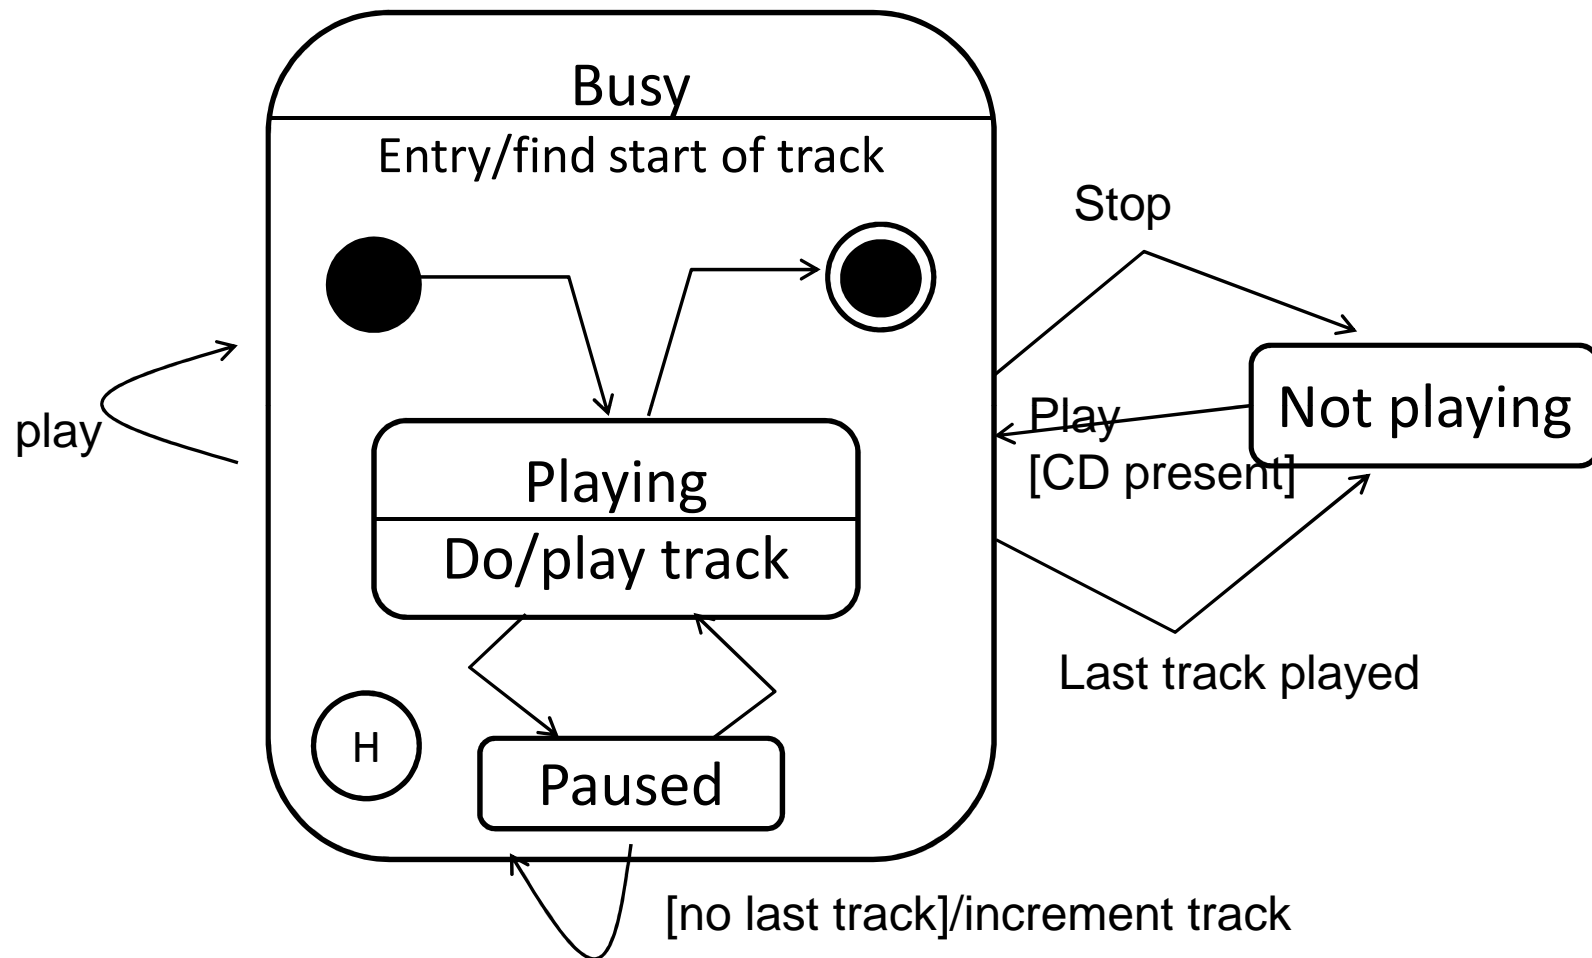 Busy
Entry/find start of track
Stop
play
Play
[CD present]
Not playing
Playing
Do/play track
Last track played
H
Paused
[no last track]/increment track